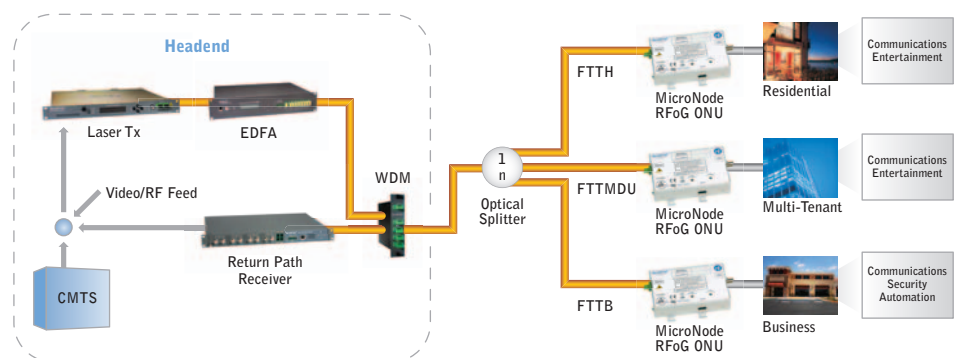 Headend
Laser Tx
EDFA
WDM
Video/RF Feed
Return Path
Receiver
CMTS
1
n
Optical
Splitter
FTTH
MicroNode
RFoG ONU
Residential
Communications
Entertainment
FTTMDU
MicroNode
RFoG ONU
Multi-Tenant
Communications
Entertainment
FTTB
MicroNode
RFoG ONU
Business
Communications
Security
Automation